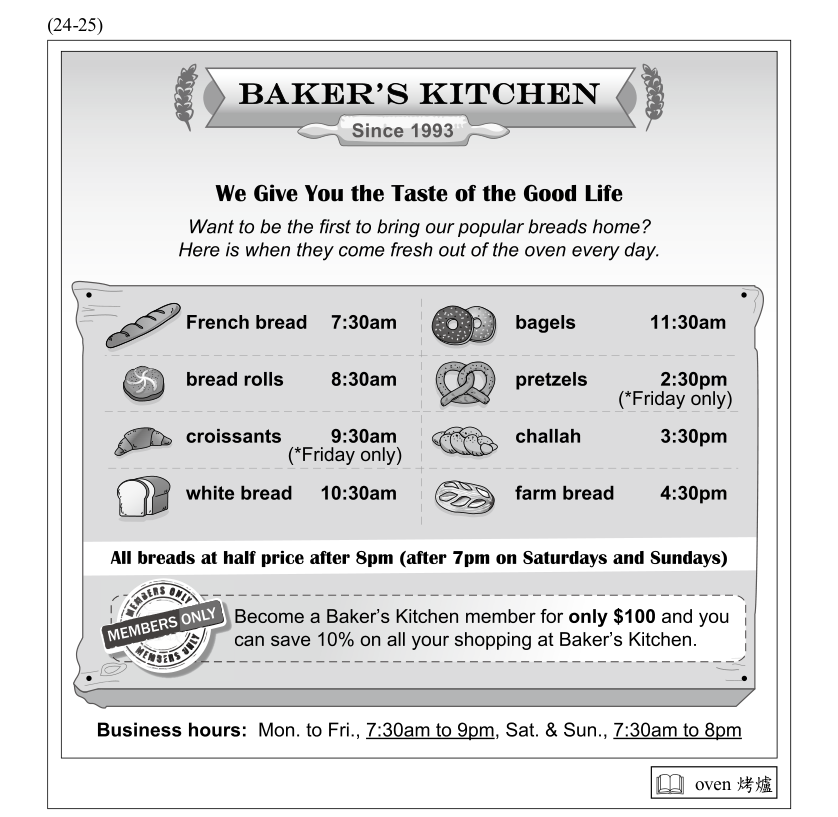 (24-25)
BAKER'S KITCHEN
Since 1993
We Give You the Taste of the Good Life
Want to be the first to bring our popular breads home?
Here is when they come fresh out of the oven every day.
French bread 7:30am
bread rolls 8:30am
croissants 9:30am
(*Friday only)
white bread 10:30am
bagels 11:30am
pretzels 2:30pm
(*Friday only)
challah 3:30pm
farm bread 4:30pm
All breads at half price after 8pm (after 7pm on Saturdays and Sundays)
MEMBERS ONLY
MEMBERS ONLY
MEMBERS ONLY
Become a Baker's Kitchen member for only $100 and you
can save 10% on all your shopping at Baker's Kitchen.
Business hours: Mon. to Fri., 7:30am to 9pm, Sat. & Sun., 7:30am to 8pm
oven 烤爐